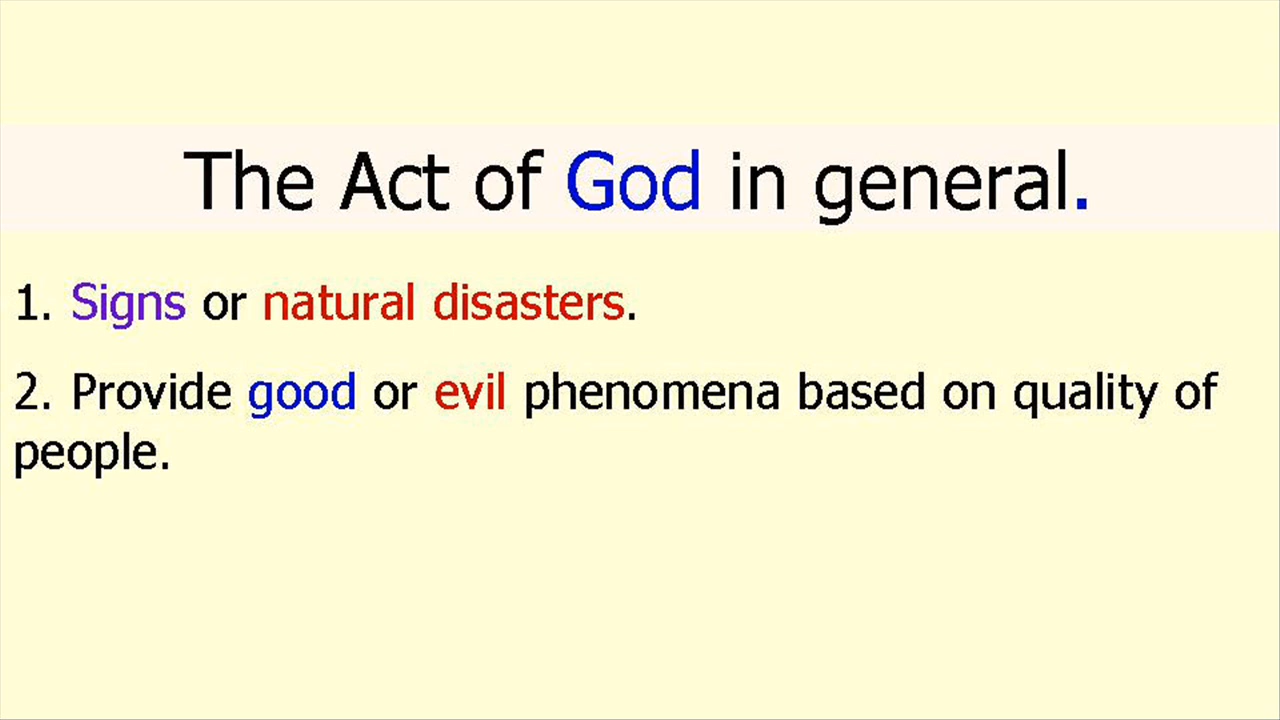 The Act of God in general.
1. Signs or natural disasters.
2. Provide good or evil phenomena based on quality of
people.